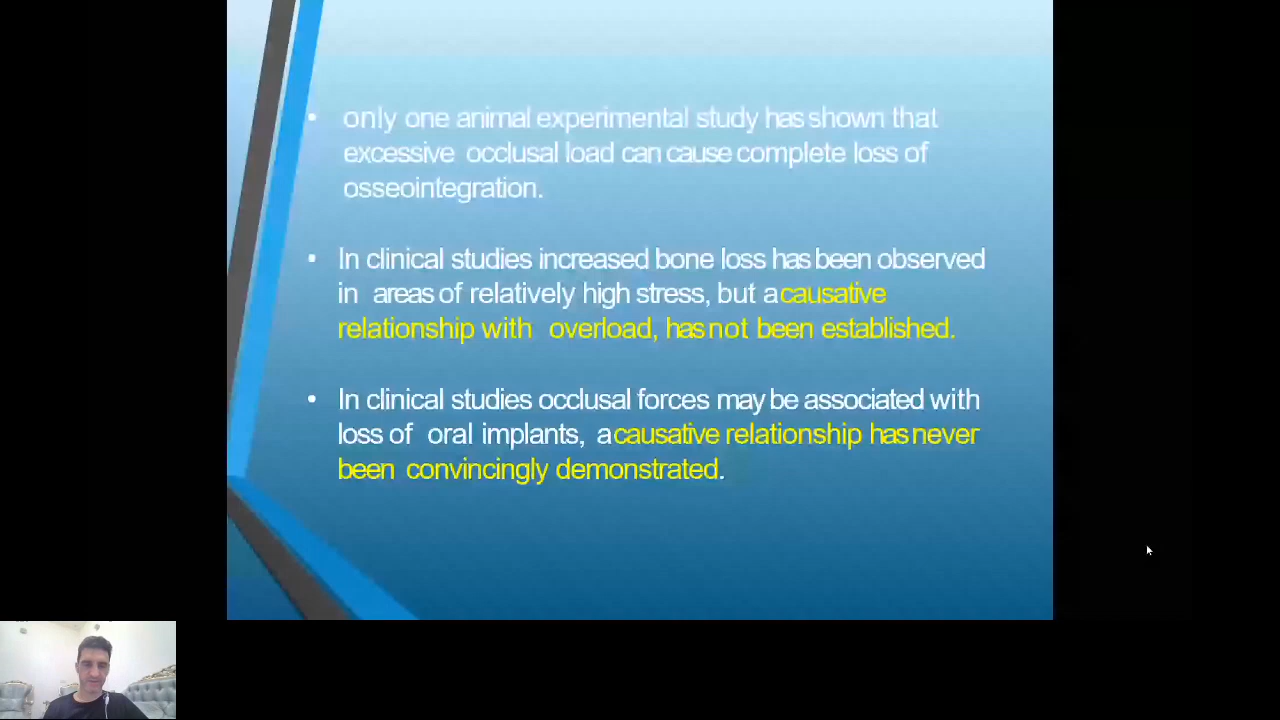 • only one animal experimental study has shown that
excessive occlusal load can cause complete loss of
osseointegration.
• In clinical studies increased bone loss has been observed
in areas of relatively high stress, but a causative
relationship with overload, has not been established.
• In clinical studies occlusal forces may be associated with
loss of oral implants, a causative relationship has never
been convincingly demonstrated.